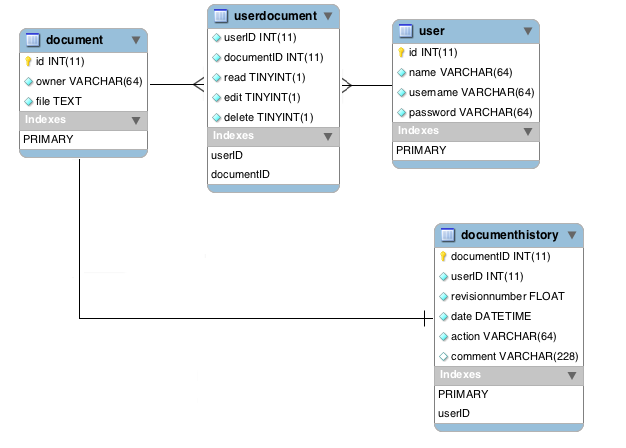 document
id INT(11)
owner VARCHAR(64)
file TEXT
Indexes
PRIMARY
userdocument
userID INT(11)
documentID INT(11)
read TINYINT(1)
edit TINYINT(1)
delete TINYINT(1)
Indexes
userID
documentID
user
id INT(11)
name VARCHAR(64)
username VARCHAR(64)
password VARCHAR(64)
Indexes
PRIMARY
documenthistory
documentID INT(11)
userID INT(11)
revisionnumber FLOAT
date DATETIME
action VARCHAR(64)
comment VARCHAR(228)
Indexes
PRIMARY
userID